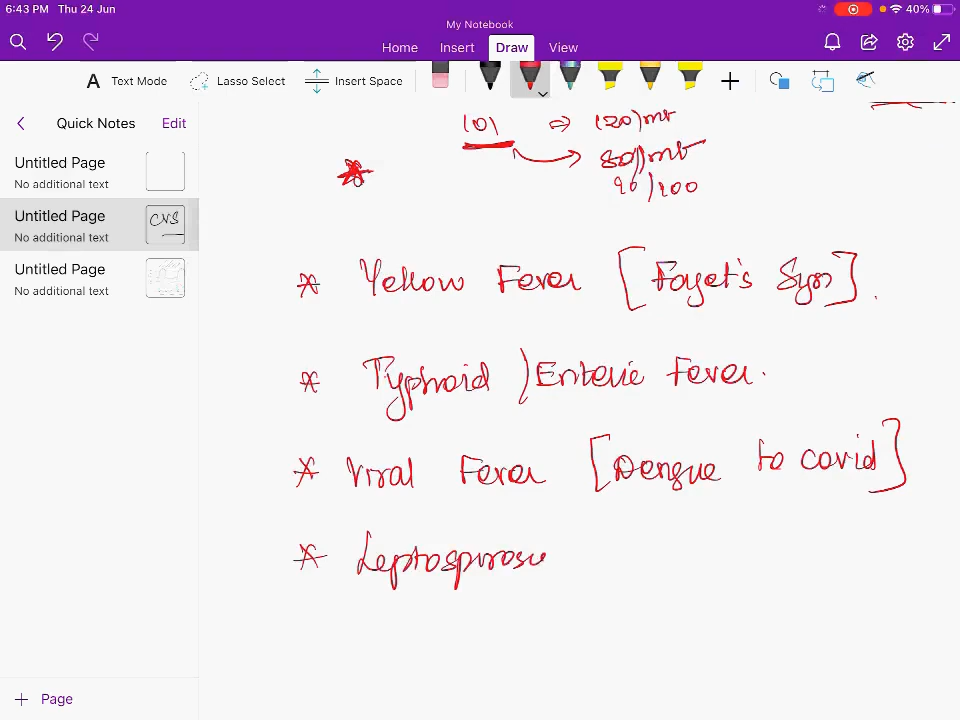 6:43 PM Thu 24 Jun
40%
My Notebook
Home Insert Draw View
Text Mode Lasso Select Insert Space
Quick Notes Edit
Untitled Page
No additional text
Untitled Page
No additional text
CNS
Untitled Page
No additional text
Page
101 ⇒ 120/mt
80/mt
90/100
* Yellow Fever [Faget's Syn].
* Typhoid / Enteric Fever.
* Viral Fever [Dengue to covid]
* Leptospirosis